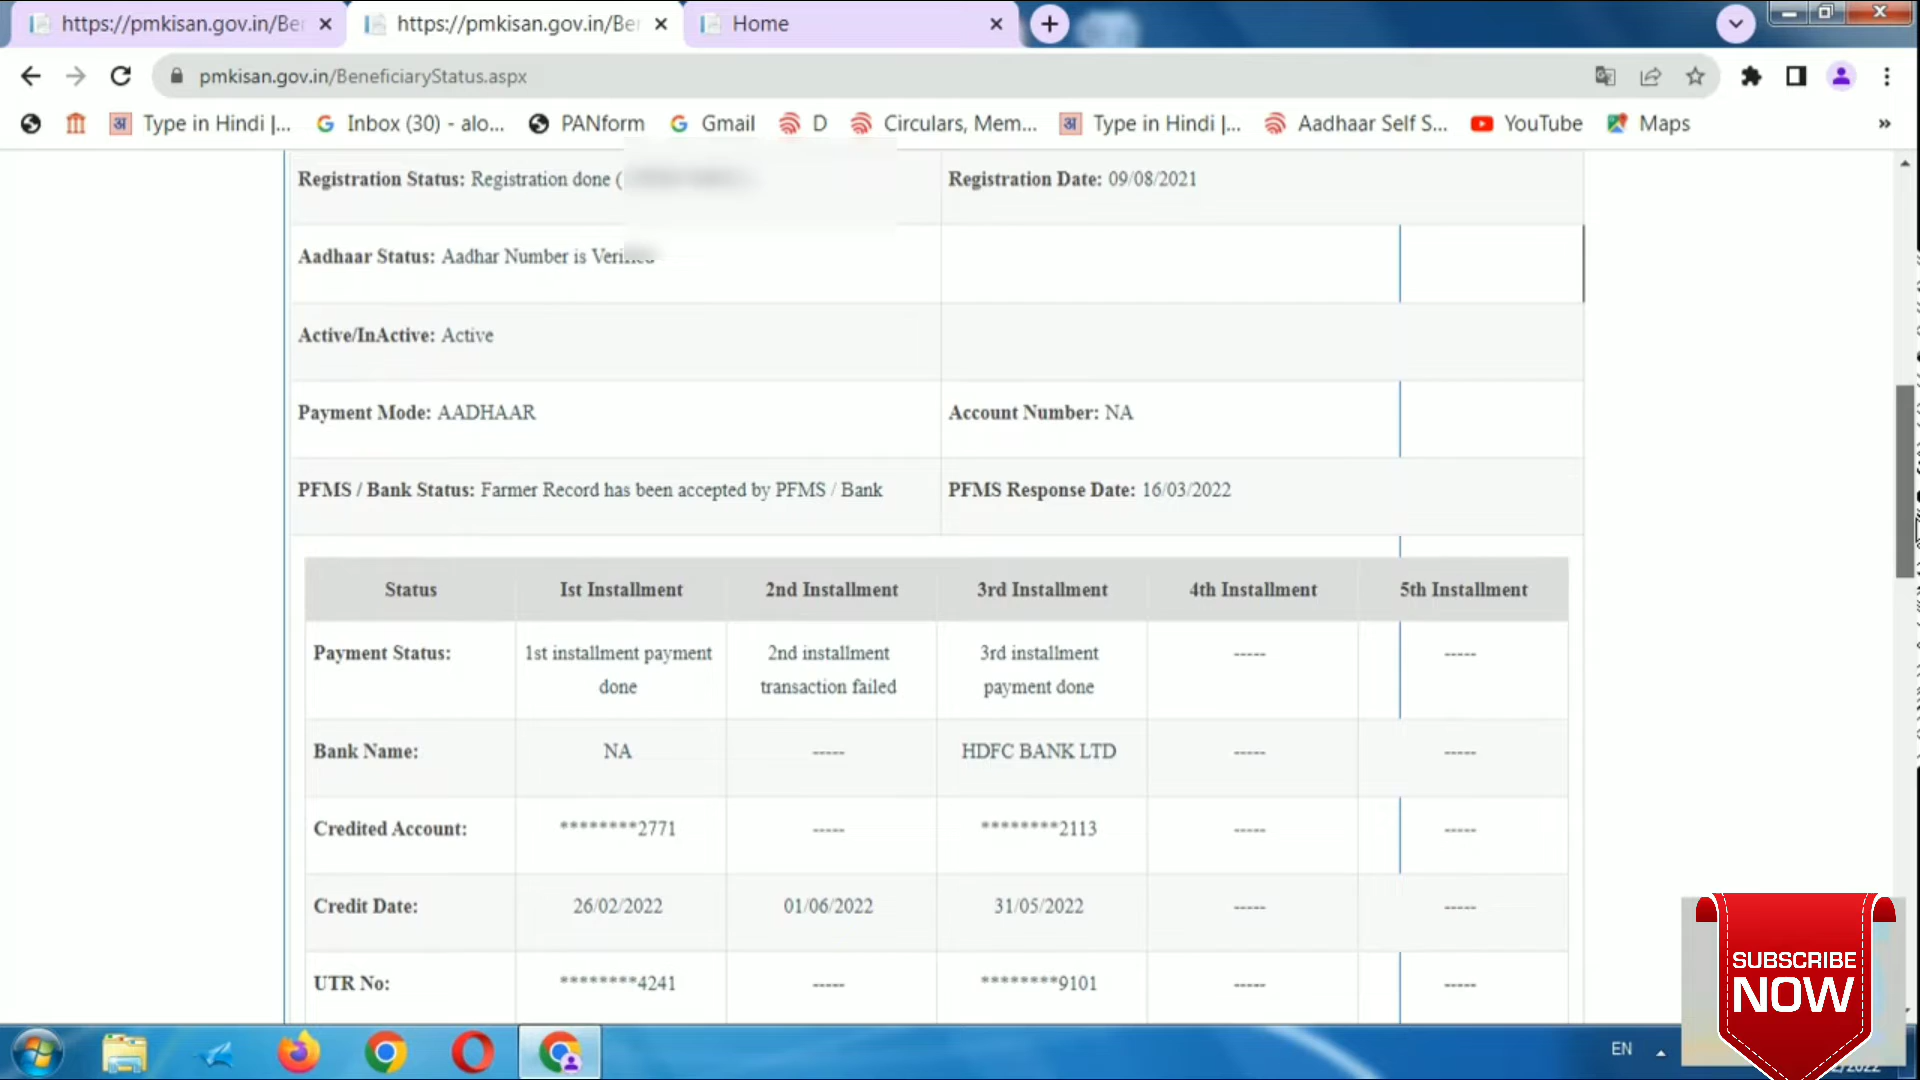 https://pmkisan.gov.in/Be
https://pmkisan.gov.in/Be
Home
pmkisan.gov.in/BeneficiaryStatus.aspx
अ Type in Hindi |... Inbox (30) - alo... PANform Gmail D Circulars, Mem... अ Type in Hindi |... Aadhaar Self S... YouTube Maps »
Registration Status: Registration done (
Registration Date: 09/08/2021
Aadhaar Status: Aadhar Number is
Active/InActive: Active
Payment Mode: AADHAAR
Account Number: NA
PFMS / Bank Status: Farmer Record has been accepted by PFMS / Bank
PFMS Response Date: 16/03/2022
Status Ist Installment 2nd Installment 3rd Installment 4th Installment 5th Installment
Payment Status: 1st installment payment done 2nd installment transaction failed 3rd installment payment done ----- -----
Bank Name: NA ----- HDFC BANK LTD ----- -----
Credited Account: ********2771 ----- ********2113 ----- -----
Credit Date: 26/02/2022 01/06/2022 31/05/2022 ----- -----
UTR No: ********4241 ----- ********9101 ----- -----
SUBSCRIBE
NOW
EN